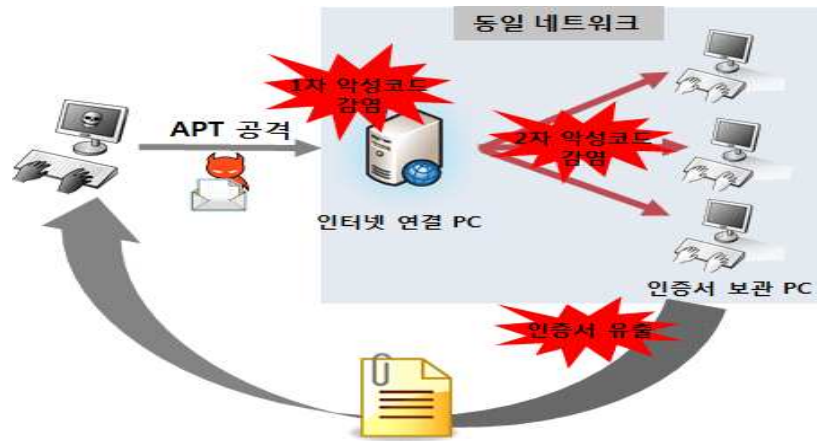 동일 네트워크
1차 악성코드
감염
APT 공격
2차 악성코드
감염
인터넷 연결 PC
인증서 보관 PC
인증서 유출